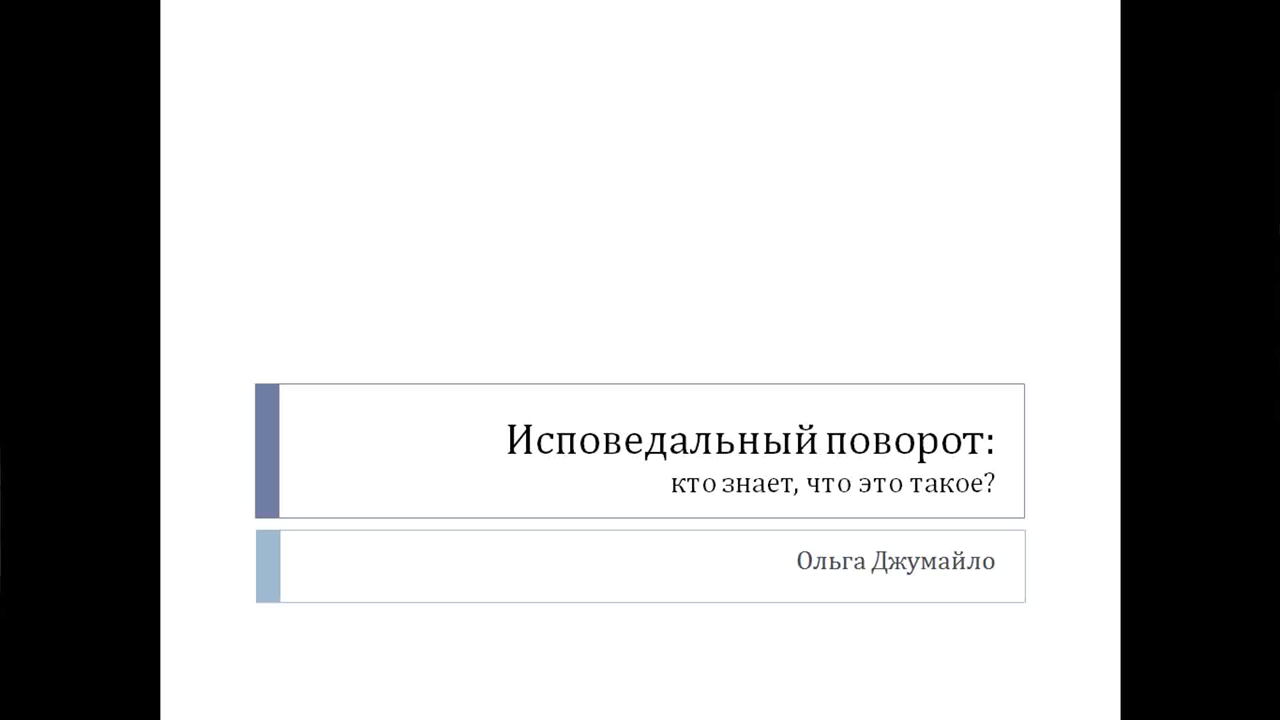 Исповедальный поворот:
кто знает, что это такое?
Ольга Джумайло